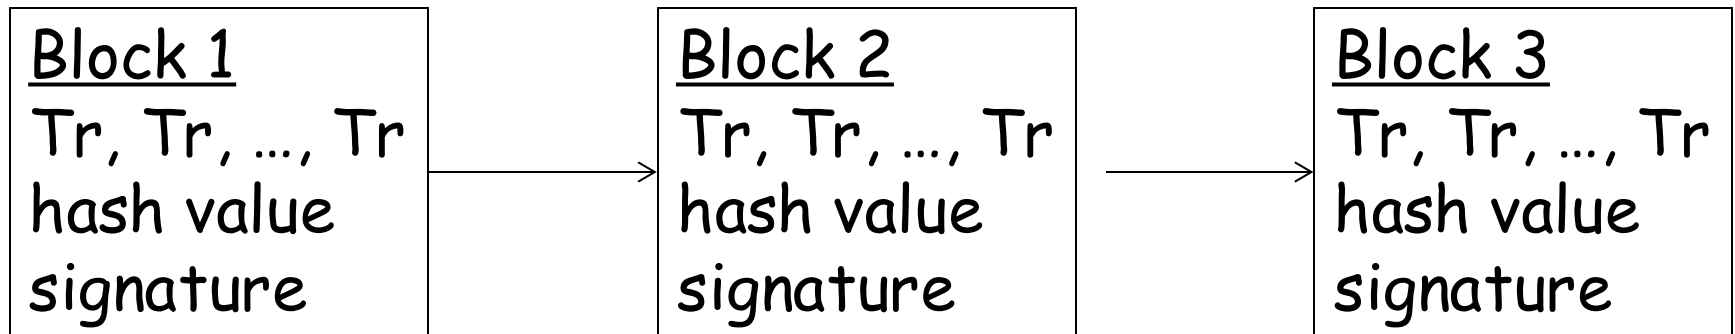 Block 1
Tr, Tr, ..., Tr
hash value
signature
Block 2
Tr, Tr, ..., Tr
hash value
signature
Block 3
Tr, Tr, ..., Tr
hash value
signature